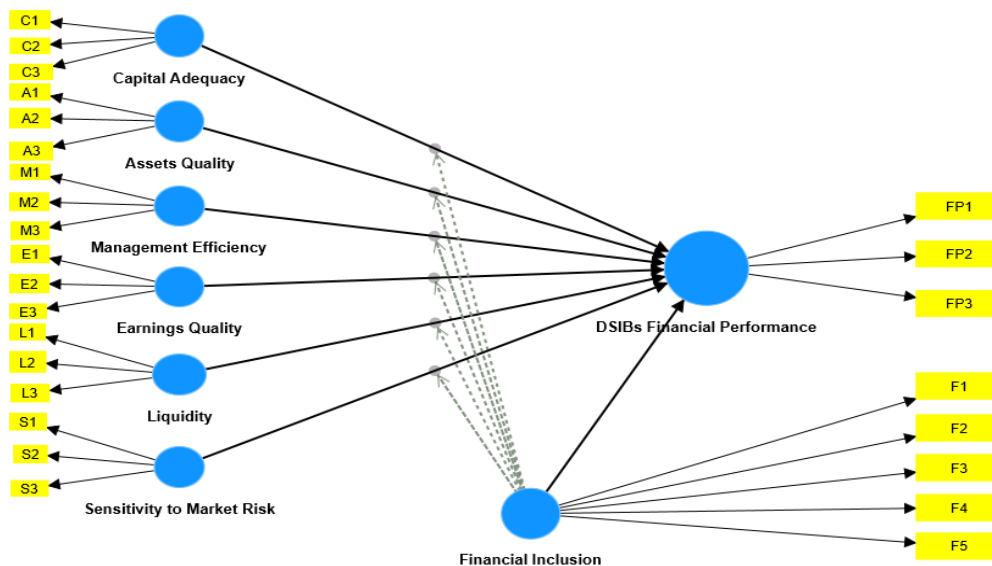 C1
C2
C3
Capital Adequacy
A1
A2
A3
Assets Quality
M1
M2
M3
Management Efficiency
E1
E2
E3
Earnings Quality
L1
L2
L3
Liquidity
S1
S2
S3
Sensitivity to Market Risk
DSIBs Financial Performance
FP1
FP2
FP3
Financial Inclusion
F1
F2
F3
F4
F5